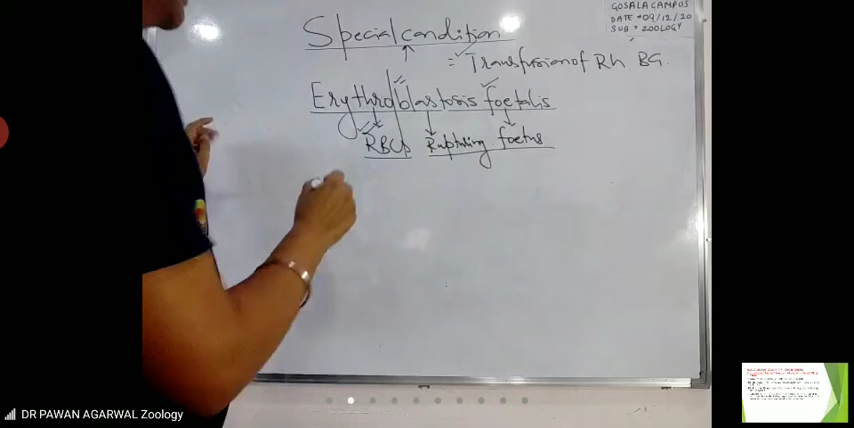 GOSALA CAMPUS
DATE = 09/12/20
SUB = ZOOLOGY
Special condition
= Transfusion of Rh BG.
Erythroblastosis foetalis
RBCs Rupturing foetus
DR PAWAN AGARWAL Zoology